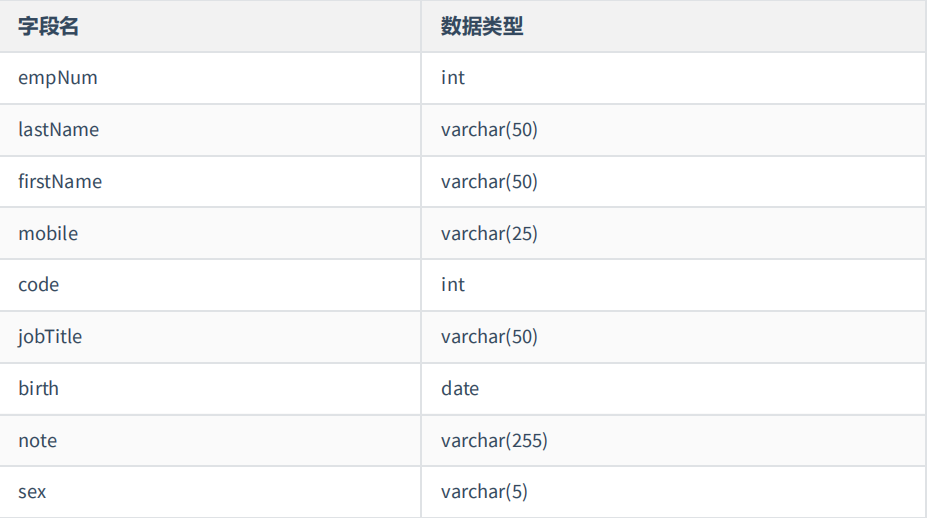 字段名 数据类型
empNum int
lastName varchar(50)
firstName varchar(50)
mobile varchar(25)
code int
jobTitle varchar(50)
birth date
note varchar(255)
sex varchar(5)